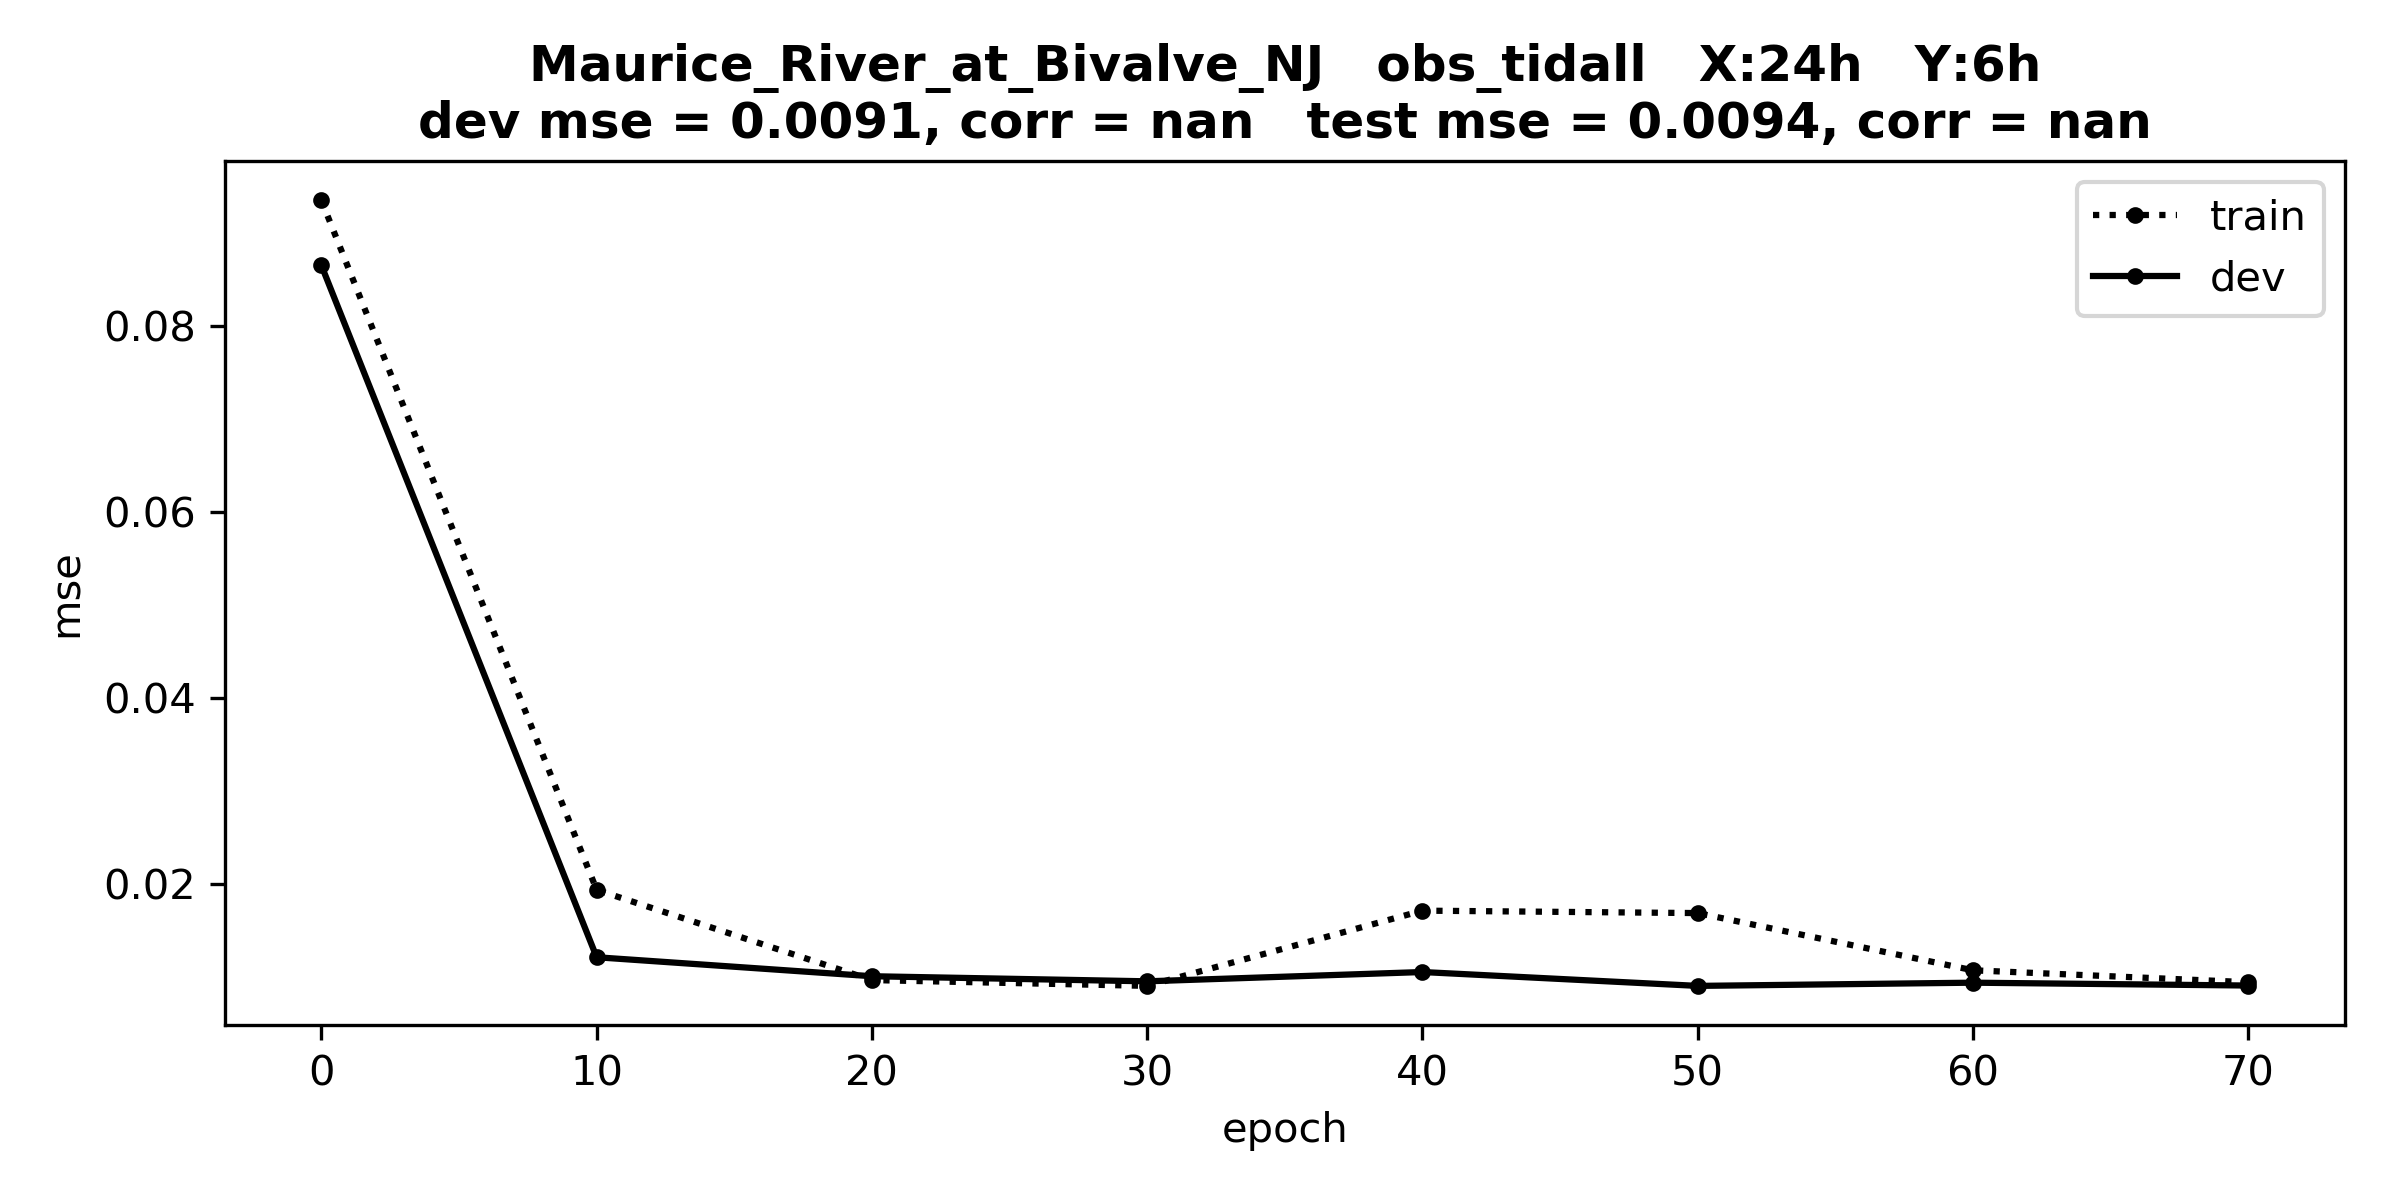 Maurice_River_at_Bivalve_NJ   obs_tidall   X:24h   Y:6h
dev mse = 0.0091, corr = nan   test mse = 0.0094, corr = nan
train
dev
0.08
0.06
0.04
0.02
mse
0 10 20 30 40 50 60 70
epoch